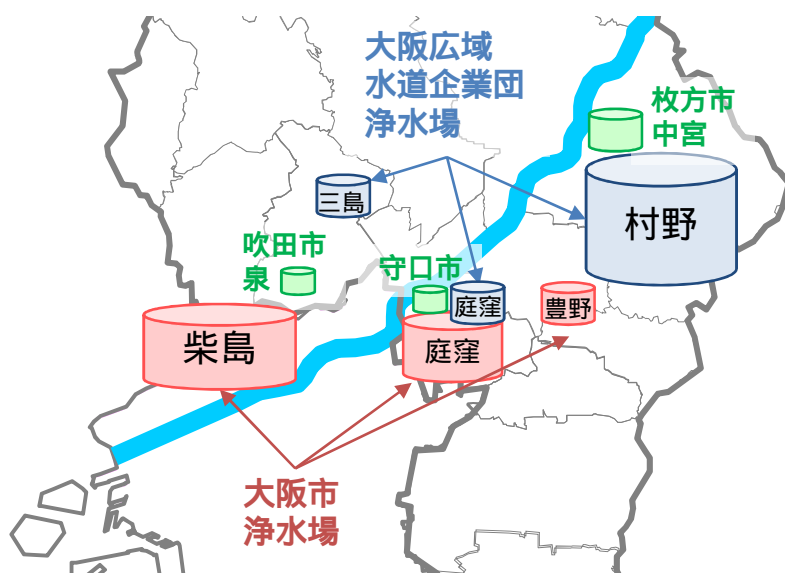 大阪広域
水道企業団
浄水場
枚方市
中宮
三島
村野
吹田市
泉
守口市
庭窪
豊野
柴島
庭窪
大阪市
浄水場